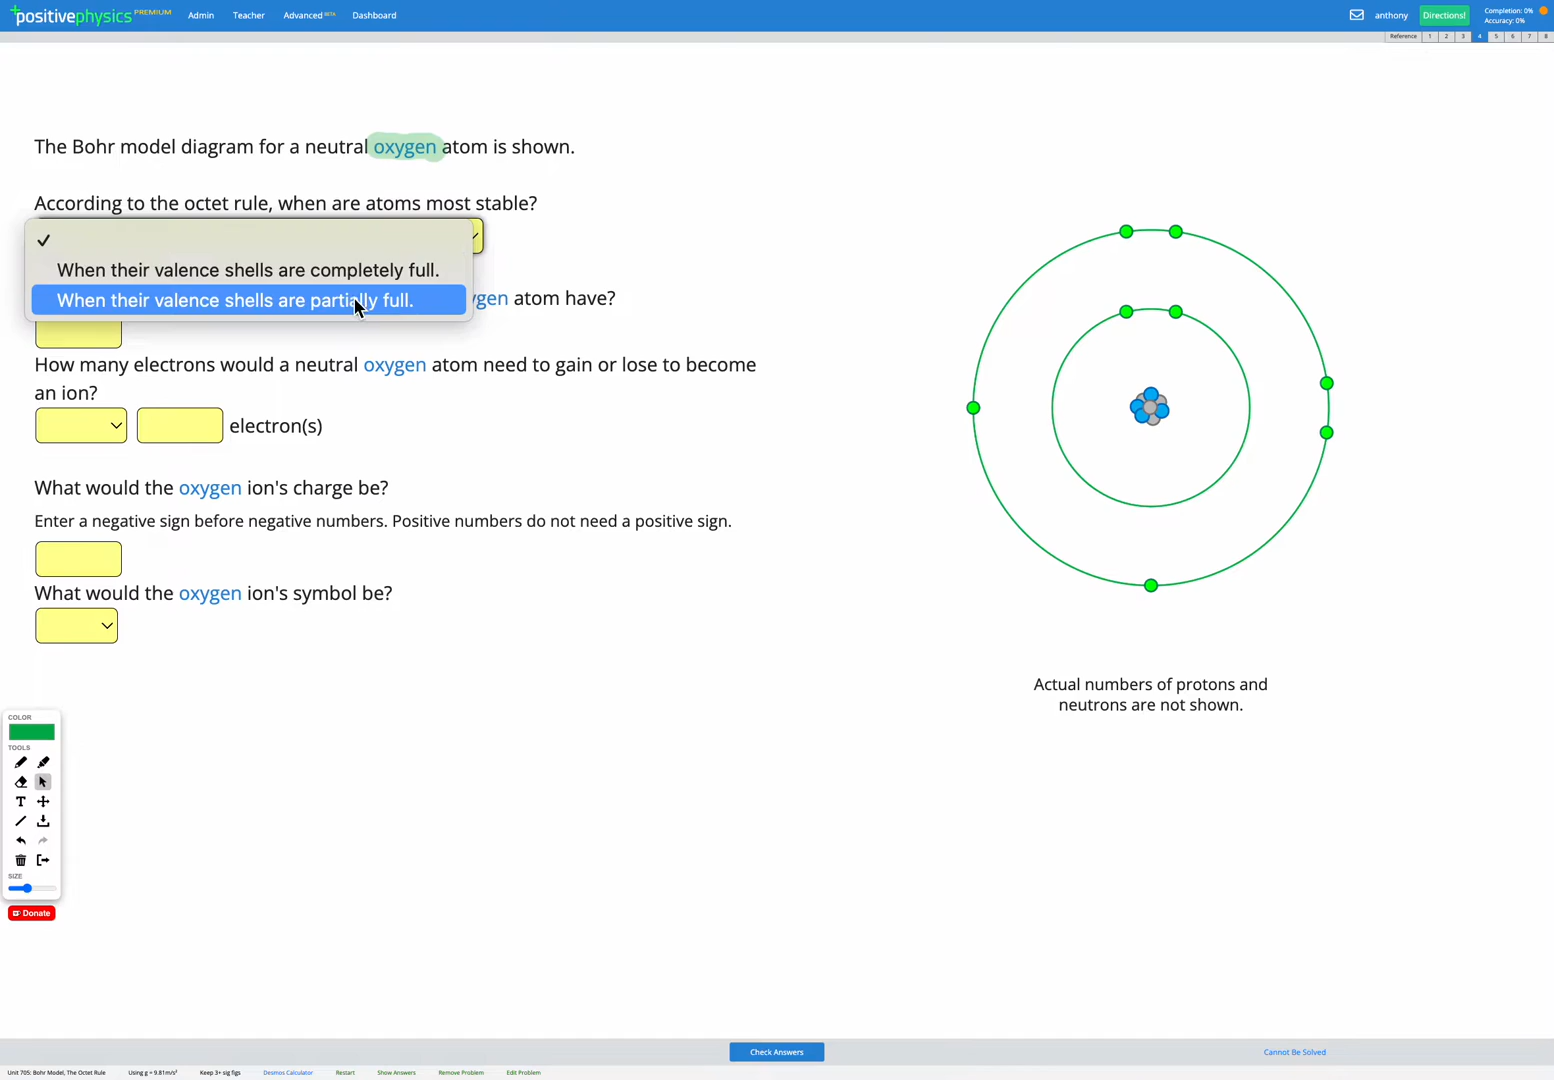 +positivephysics PREMIUM Admin Teacher Advanced BETA Dashboard anthony Directions! Completion: 0%
Accuracy: 0%
Reference 1 2 3 4 5 6 7 8
The Bohr model diagram for a neutral oxygen atom is shown.
According to the octet rule, when are atoms most stable?
✓
When their valence shells are completely full.
When their valence shells are partially full.
ygen atom have?
How many electrons would a neutral oxygen atom need to gain or lose to become
an ion?
electron(s)
What would the oxygen ion's charge be?
Enter a negative sign before negative numbers. Positive numbers do not need a positive sign.
What would the oxygen ion's symbol be?
Actual numbers of protons and
neutrons are not shown.
COLOR
TOOLS
T
SIZE
Donate
Check Answers
Cannot Be Solved
Unit 705: Bohr Model, The Octet Rule Using g = 9.81m/s² Keep 3+ sig figs Desmos Calculator Restart Show Answers Remove Problem Edit Problem